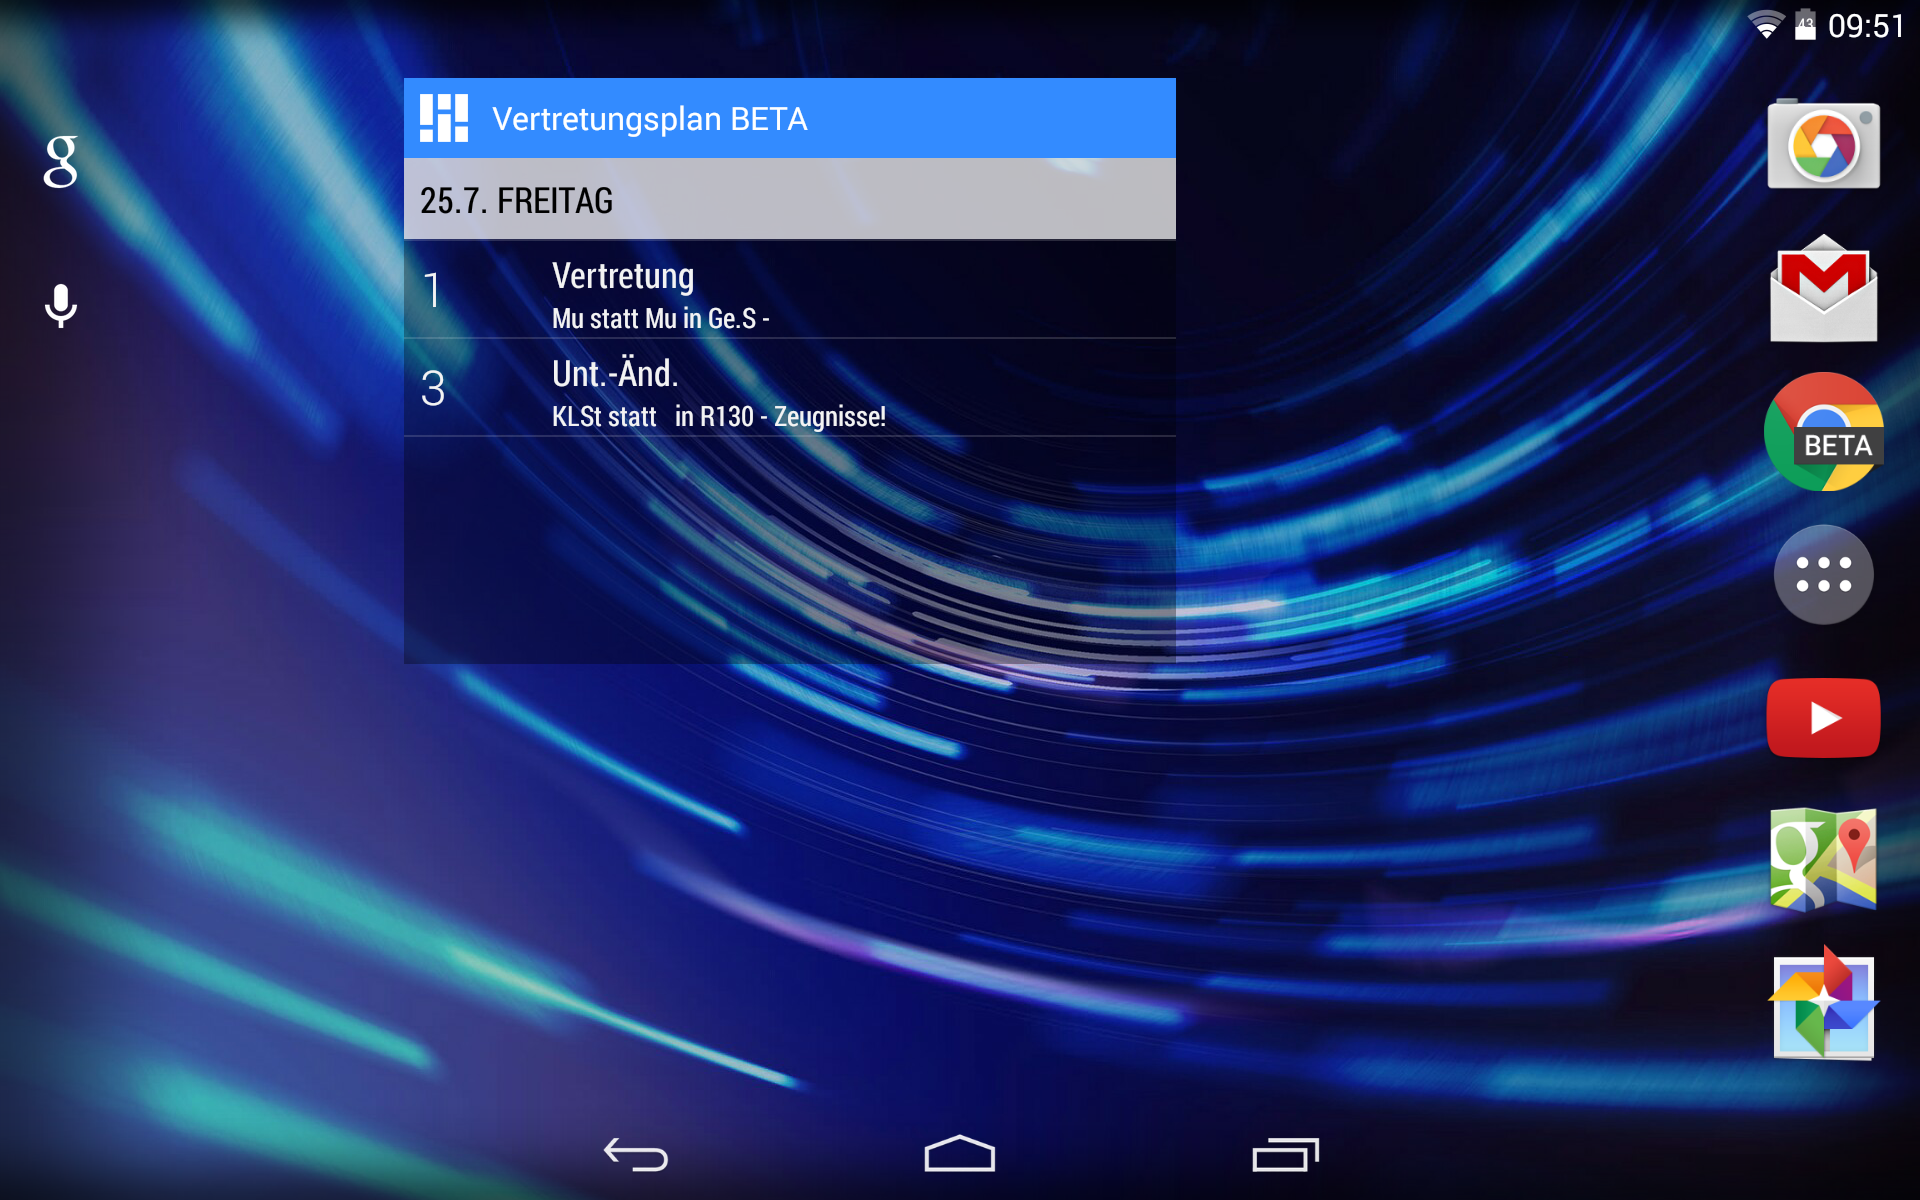 43 09:51
g
Vertretungsplan BETA
25.7. FREITAG
1 Vertretung
Mu statt Mu in Ge.S -
3 Unt.-Änd.
KLSt statt   in R130 - Zeugnisse!
BETA